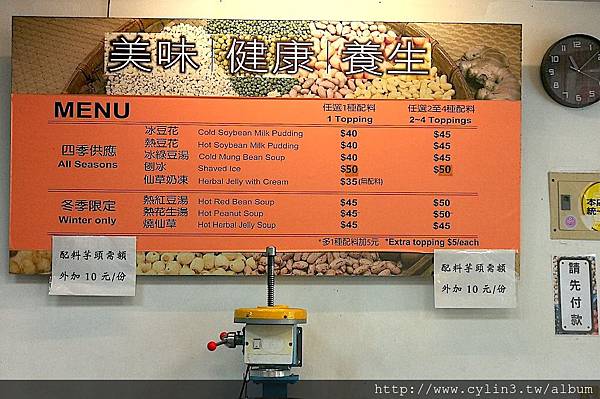 美味 | 健康 | 養生
MENU
任選1種配料 任選2至4種配料
1 Topping 2~4 Toppings
四季供應
All Seasons
冰豆花 Cold Soybean Milk Pudding $40 $45
熱豆花 Hot Soybean Milk Pudding $40 $45
冰綠豆湯 Cold Mung Bean Soup $40 $45
刨冰 Shaved Ice $50 $50
仙草奶凍 Herbal Jelly with Cream $35(無配料)
冬季限定
Winter only
熱紅豆湯 Hot Red Bean Soup $45 $50
熱花生湯 Hot Peanut Soup $45 $50
燒仙草 Hot Herbal Jelly Soup $45 $50
*多1種配料加5元 *Extra topping $5/each
配料芋頭需額
外加 10 元/份
配料芋頭需額
外加 10 元/份
請先付款
http://www.cylin3.tw/album